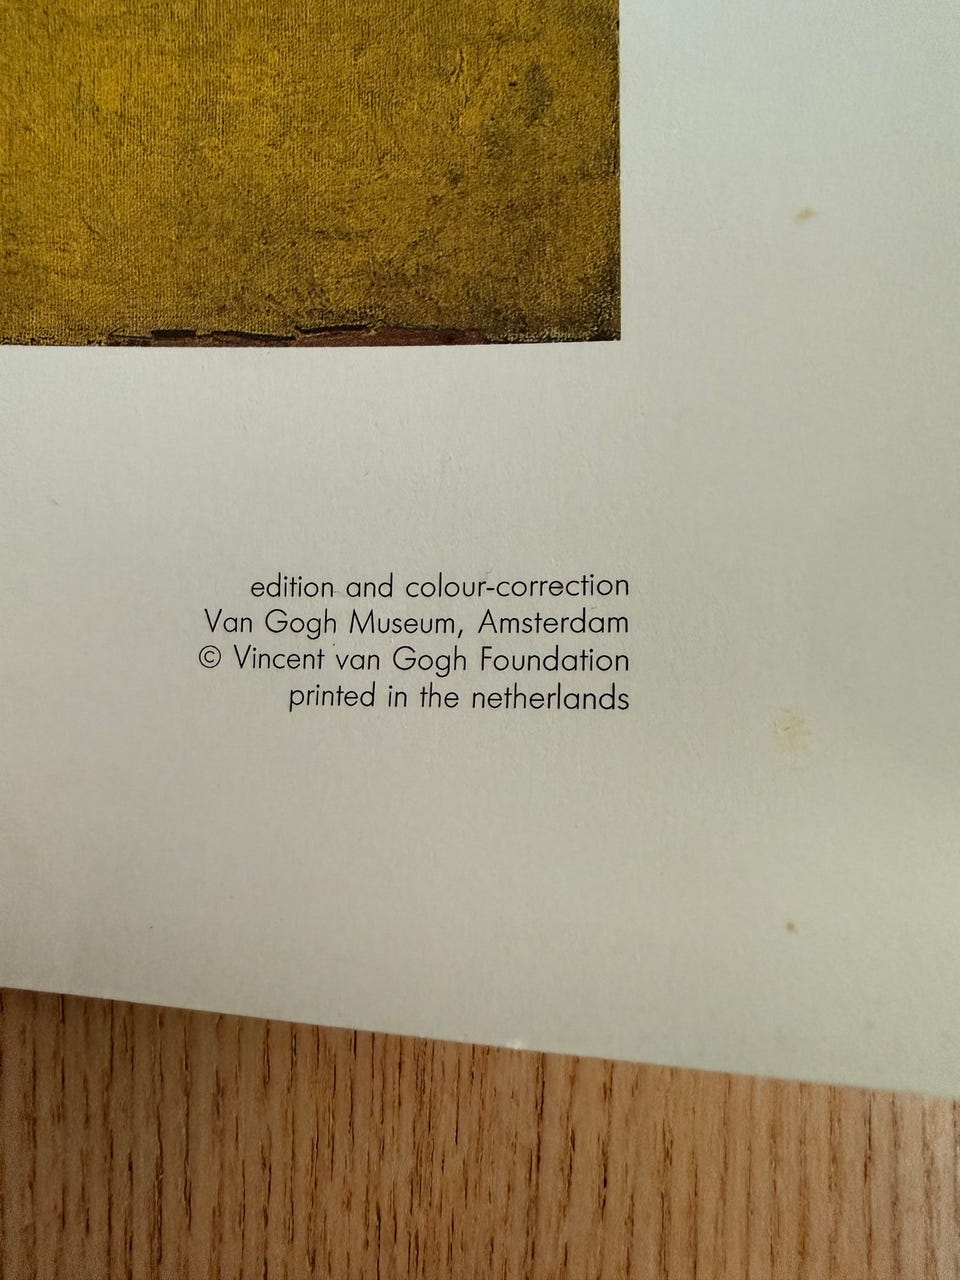 edition and colour-correction
Van Gogh Museum, Amsterdam
© Vincent van Gogh Foundation
printed in the netherlands